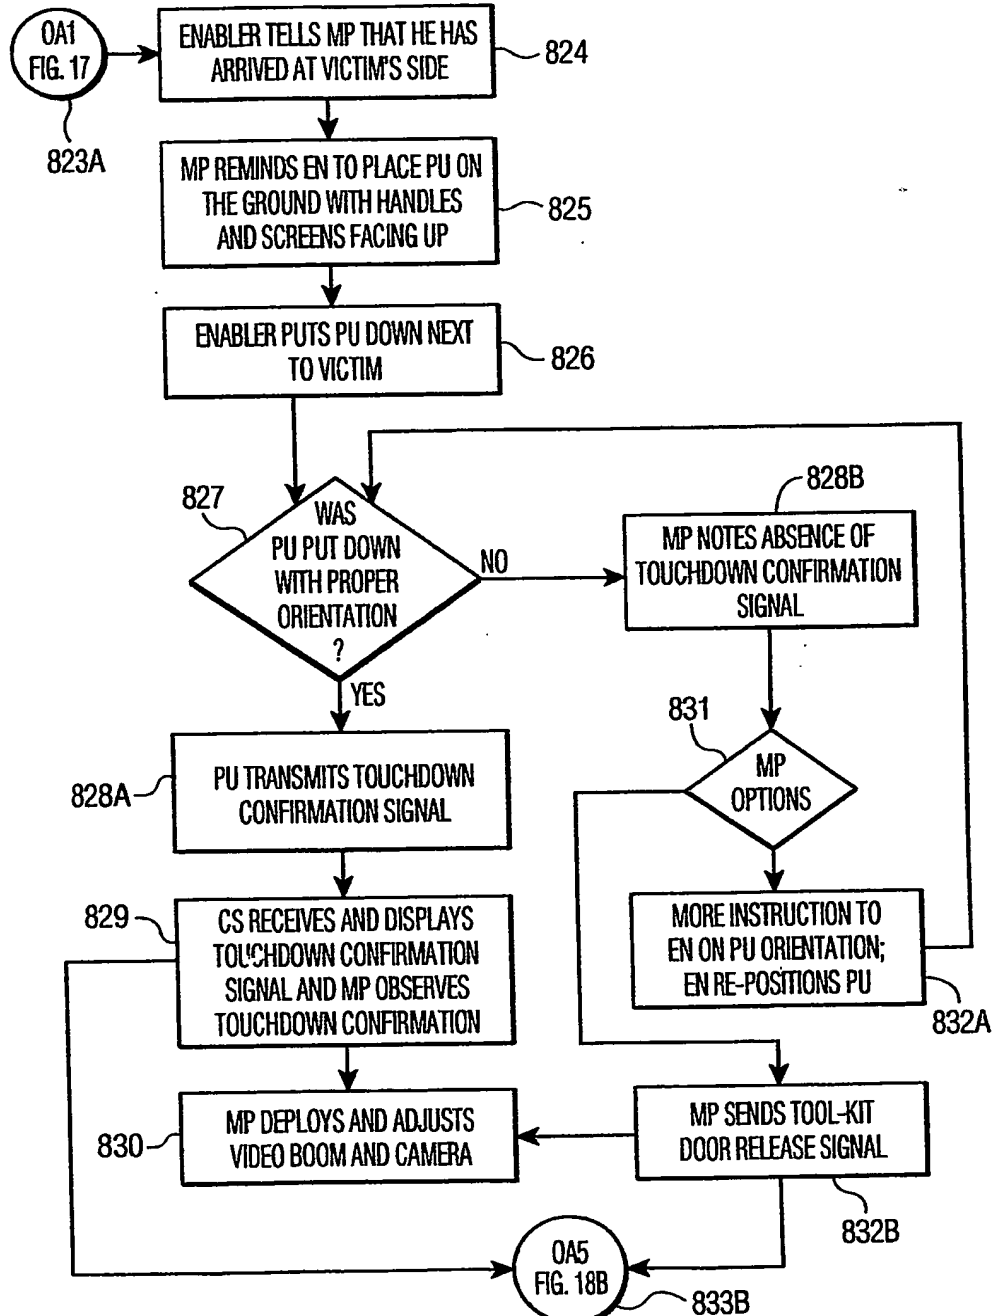 OA1
FIG. 17
823A
ENABLER TELLS MP THAT HE HAS
ARRIVED AT VICTIM'S SIDE
824
MP REMINDS EN TO PLACE PU ON
THE GROUND WITH HANDLES
AND SCREENS FACING UP
825
ENABLER PUTS PU DOWN NEXT
TO VICTIM
826
827
WAS
PU PUT DOWN
WITH PROPER
ORIENTATION
?
NO
YES
828B
MP NOTES ABSENCE OF
TOUCHDOWN CONFIRMATION
SIGNAL
831
MP
OPTIONS
828A
PU TRANSMITS TOUCHDOWN
CONFIRMATION SIGNAL
829
CS RECEIVES AND DISPLAYS
TOUCHDOWN CONFIRMATION
SIGNAL AND MP OBSERVES
TOUCHDOWN CONFIRMATION
MORE INSTRUCTION TO
EN ON PU ORIENTATION;
EN RE-POSITIONS PU
832A
830
MP DEPLOYS AND ADJUSTS
VIDEO BOOM AND CAMERA
MP SENDS TOOL-KIT
DOOR RELEASE SIGNAL
832B
OA5
FIG. 18B
833B